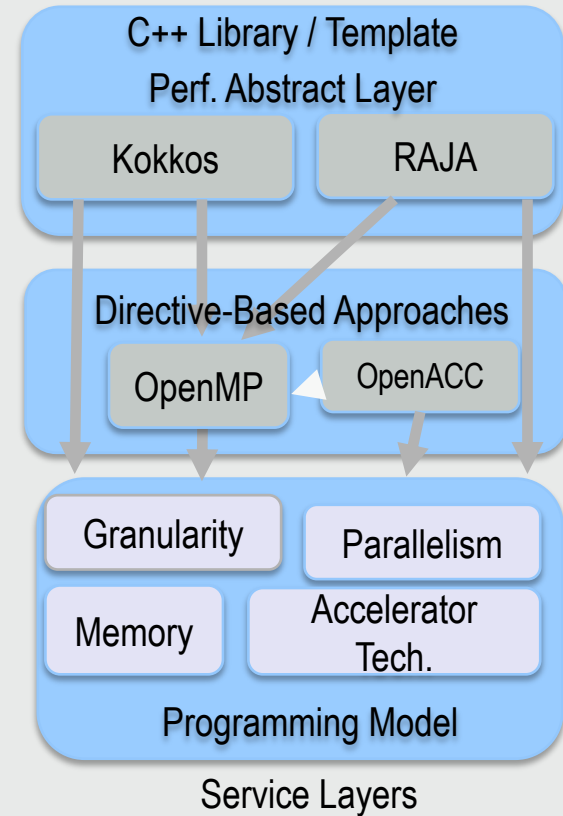 C++ Library / Template
Perf. Abstract Layer
Kokkos
RAJA
Directive-Based Approaches
OpenMP
OpenACC
Granularity
Parallelism
Memory
Accelerator
Tech.
Programming Model
Service Layers